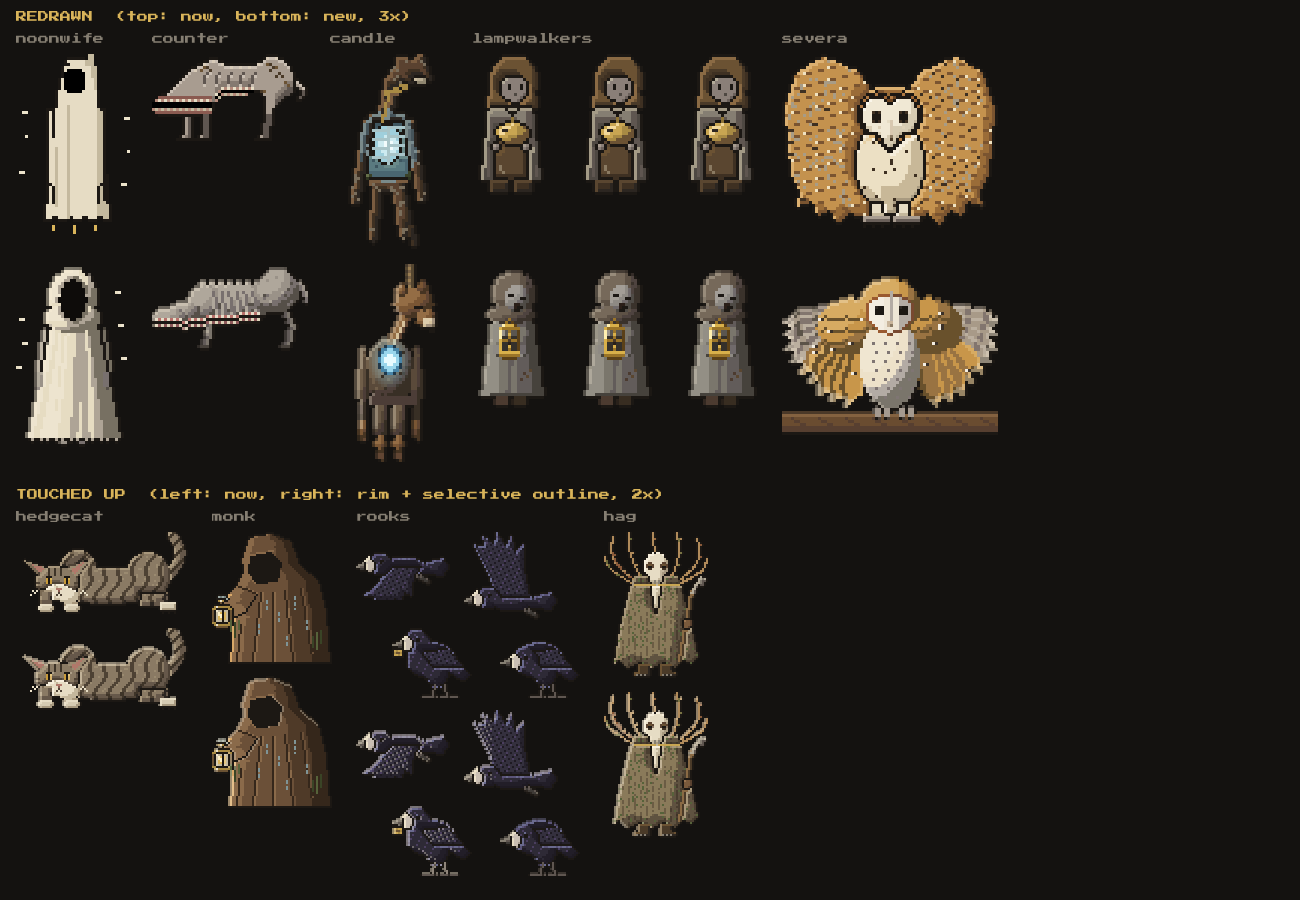 REDRAWN (top: now, bottom: new, 3x)
noonwife counter candle lampwalkers severa
TOUCHED UP (left: now, right: rim + selective outline, 2x)
hedgecat monk rooks hag